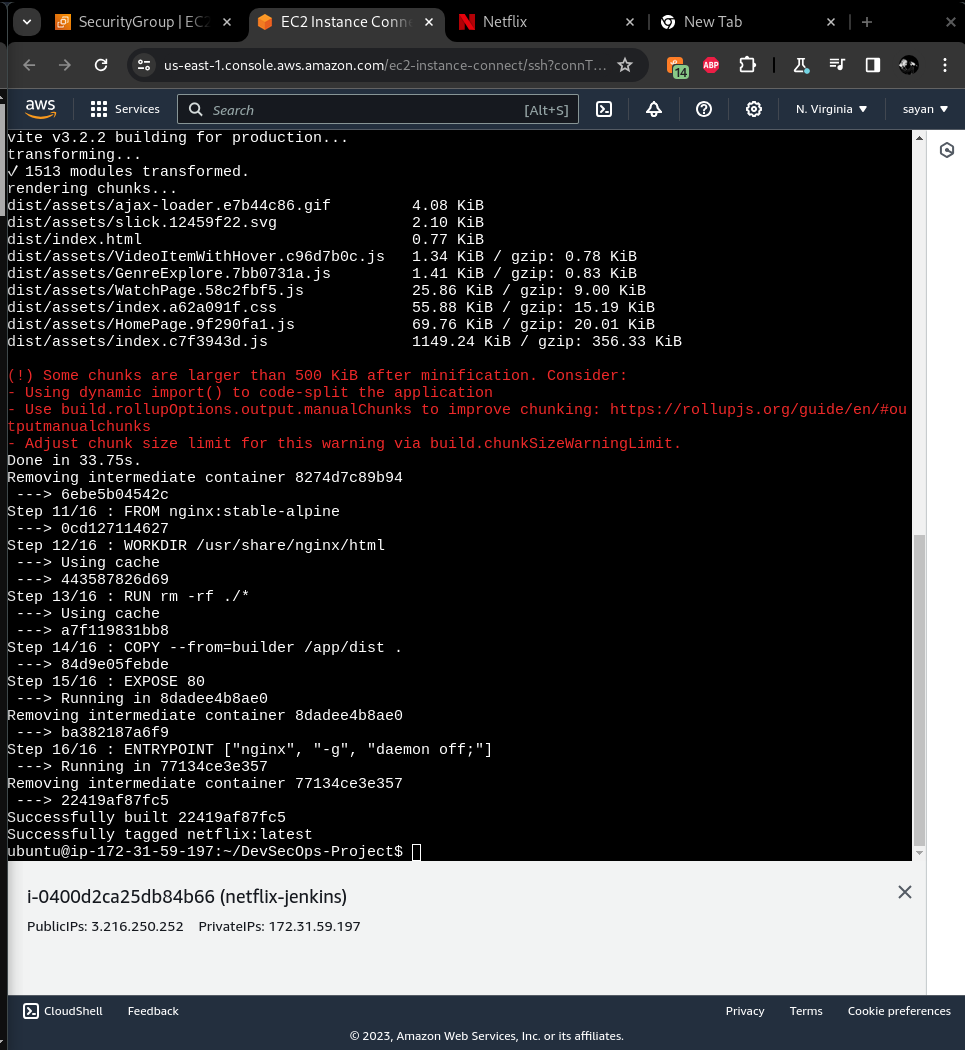 SecurityGroup | EC2
EC2 Instance Conne
Netflix
New Tab
us-east-1.console.aws.amazon.com/ec2-instance-connect/ssh?connT...
14
ABP
aws
Services
Search
[Alt+S]
N. Virginia
sayan
vite v3.2.2 building for production...
transforming...
✓ 1513 modules transformed.
rendering chunks...
dist/assets/ajax-loader.e7b44c86.gif 4.08 KiB
dist/assets/slick.12459f22.svg 2.10 KiB
dist/index.html 0.77 KiB
dist/assets/VideoItemWithHover.c96d7b0c.js 1.34 KiB / gzip: 0.78 KiB
dist/assets/GenreExplore.7bb0731a.js 1.41 KiB / gzip: 0.83 KiB
dist/assets/WatchPage.58c2fbf5.js 25.86 KiB / gzip: 9.00 KiB
dist/assets/index.a62a091f.css 55.88 KiB / gzip: 15.19 KiB
dist/assets/HomePage.9f290fa1.js 69.76 KiB / gzip: 20.01 KiB
dist/assets/index.c7f3943d.js 1149.24 KiB / gzip: 356.33 KiB
(!) Some chunks are larger than 500 KiB after minification. Consider:
- Using dynamic import() to code-split the application
- Use build.rollupOptions.output.manualChunks to improve chunking: https://rollupjs.org/guide/en/#ou
tputmanualchunks
- Adjust chunk size limit for this warning via build.chunkSizeWarningLimit.
Done in 33.75s.
Removing intermediate container 8274d7c89b94
---> 6ebe5b04542c
Step 11/16 : FROM nginx:stable-alpine
---> 0cd127114627
Step 12/16 : WORKDIR /usr/share/nginx/html
---> Using cache
---> 443587826d69
Step 13/16 : RUN rm -rf ./*
---> Using cache
---> a7f119831bb8
Step 14/16 : COPY --from=builder /app/dist .
---> 84d9e05febde
Step 15/16 : EXPOSE 80
---> Running in 8dadee4b8ae0
Removing intermediate container 8dadee4b8ae0
---> ba382187a6f9
Step 16/16 : ENTRYPOINT ["nginx", "-g", "daemon off;"]
---> Running in 77134ce3e357
Removing intermediate container 77134ce3e357
---> 22419af87fc5
Successfully built 22419af87fc5
Successfully tagged netflix:latest
ubuntu@ip-172-31-59-197:~/DevSecOps-Project$
i-0400d2ca25db84b66 (netflix-jenkins)
PublicIPs: 3.216.250.252 PrivateIPs: 172.31.59.197
CloudShell
Feedback
Privacy
Terms
Cookie preferences
© 2023, Amazon Web Services, Inc. or its affiliates.